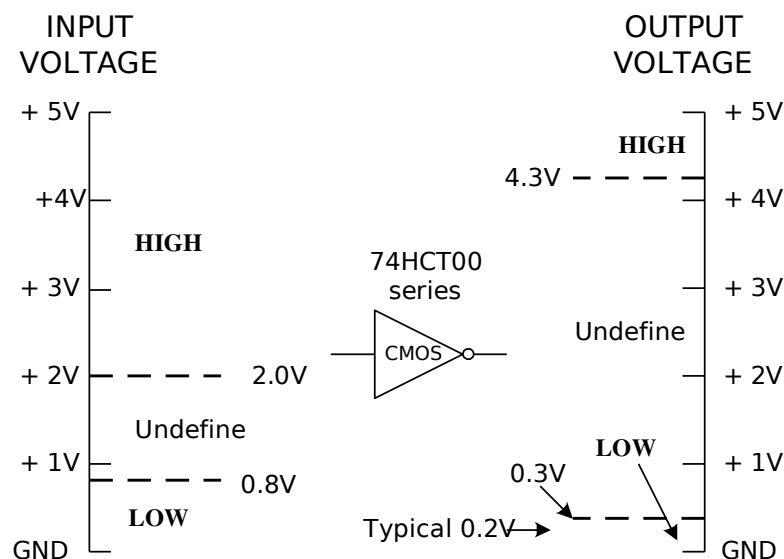 INPUT
VOLTAGE
+ 5V
+4V
HIGH
+ 3V
+ 2V
2.0V
Undefine
+ 1V
0.8V
LOW
GND
74HCT00
series
CMOS
OUTPUT
VOLTAGE
+ 5V
HIGH
4.3V
+ 4V
+ 3V
Undefine
+ 2V
LOW
+ 1V
0.3V
Typical 0.2V
GND